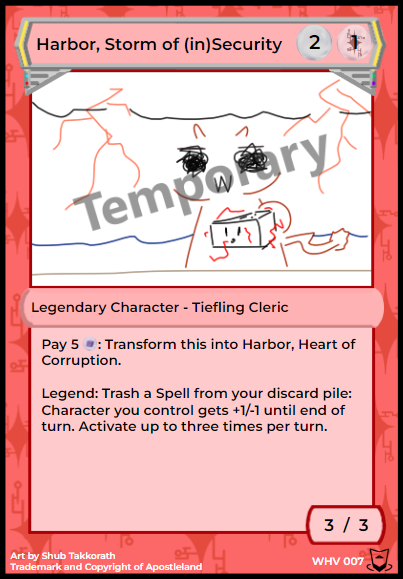 Harbor, Storm of (in)Security 2 1
Temporary
W
! !
Legendary Character - Tiefling Cleric
Pay 5 : Transform this into Harbor, Heart of
Corruption.
Legend: Trash a Spell from your discard pile:
Character you control gets +1/-1 until end of
turn. Activate up to three times per turn.
3 / 3
Art by Shub Takkorath
Trademark and Copyright of Apostleland
WHV 007